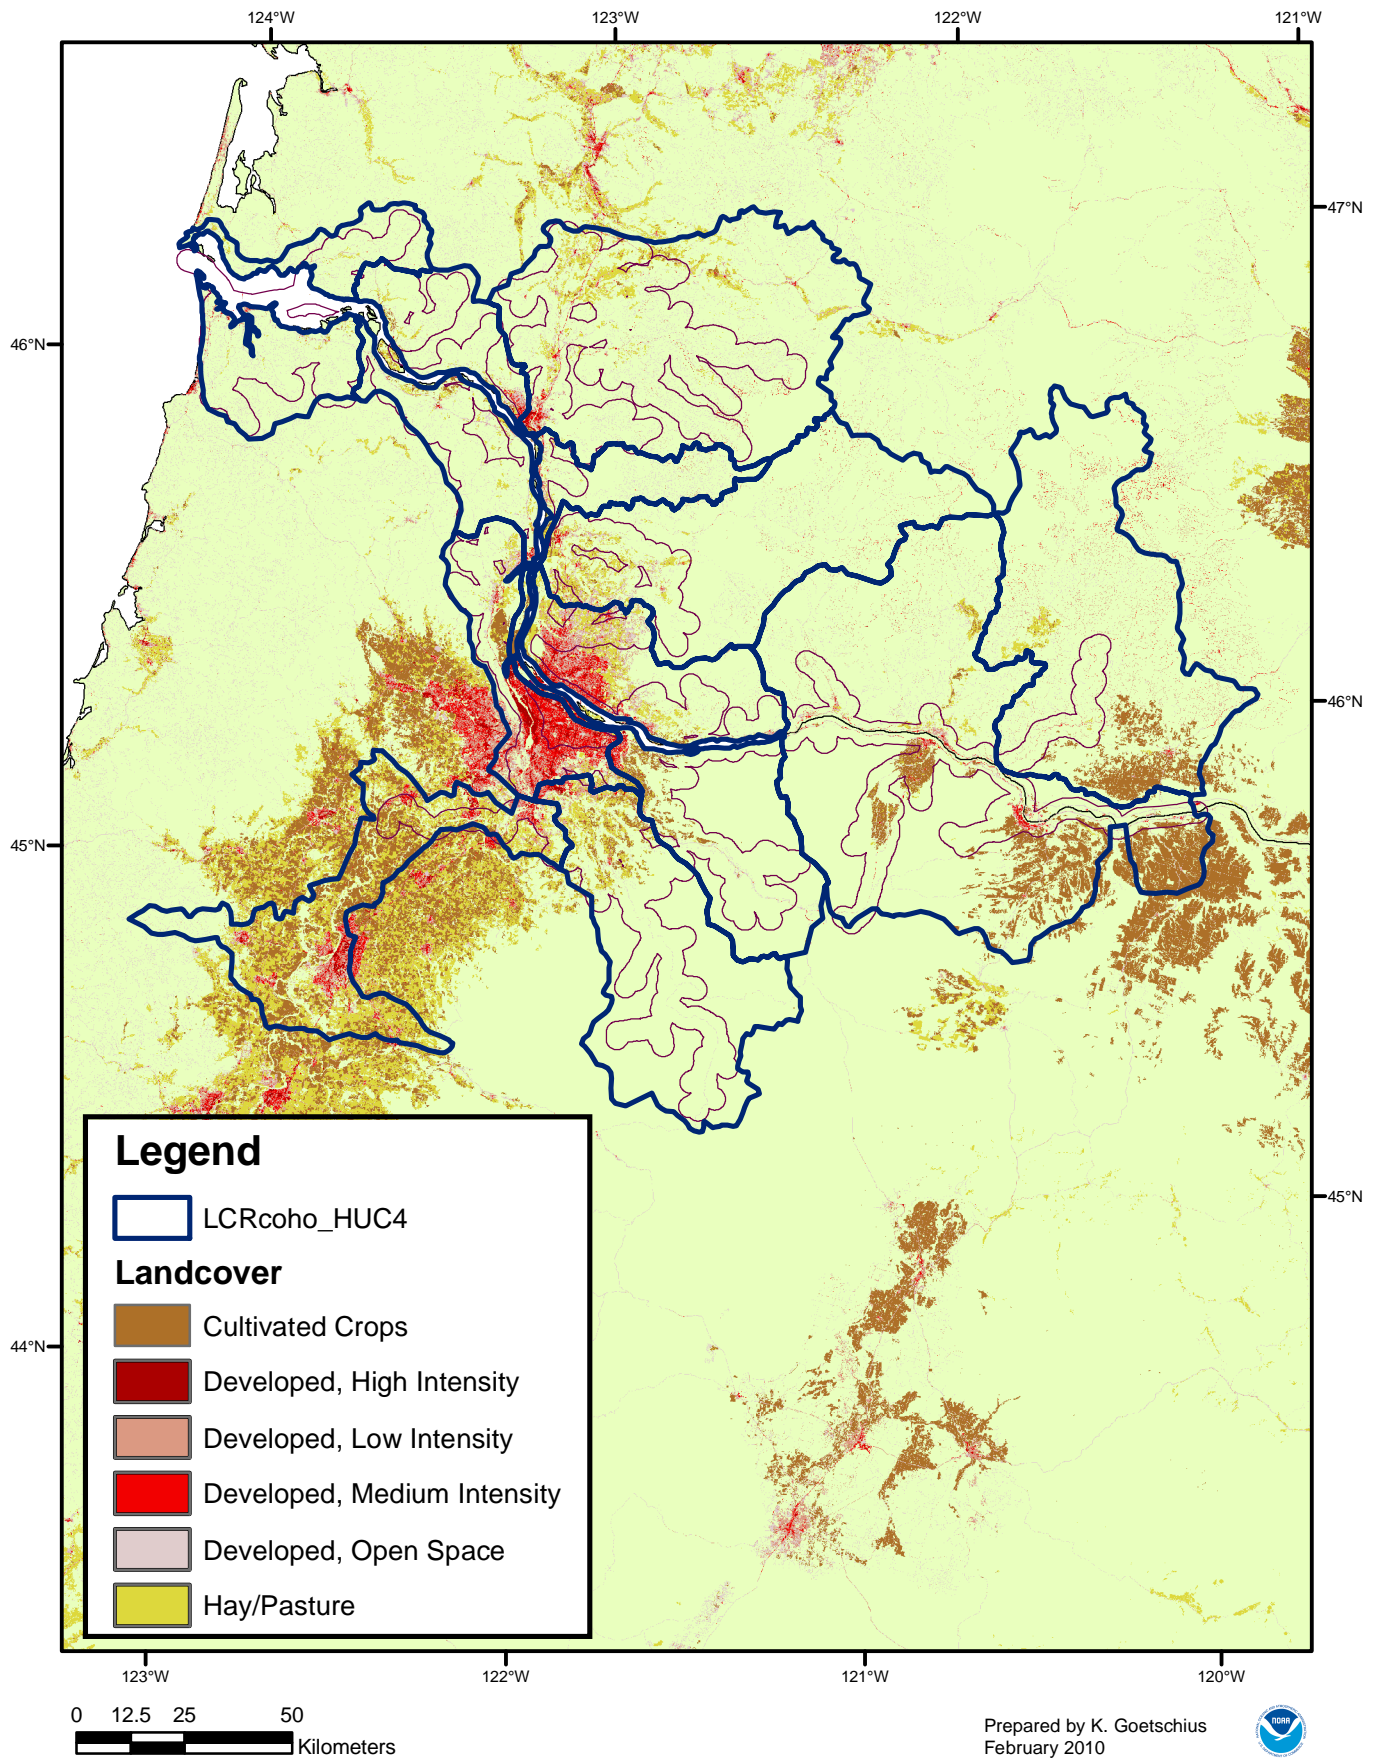 124°W 123°W 122°W 121°W
47°N
46°N
46°N
45°N
45°N
44°N
Legend
LCRcoho_HUC4
Landcover
Cultivated Crops
Developed, High Intensity
Developed, Low Intensity
Developed, Medium Intensity
Developed, Open Space
Hay/Pasture
123°W 122°W 121°W 120°W
0 12.5 25 50
Kilometers
Prepared by K. Goetschius
February 2010
NOAA